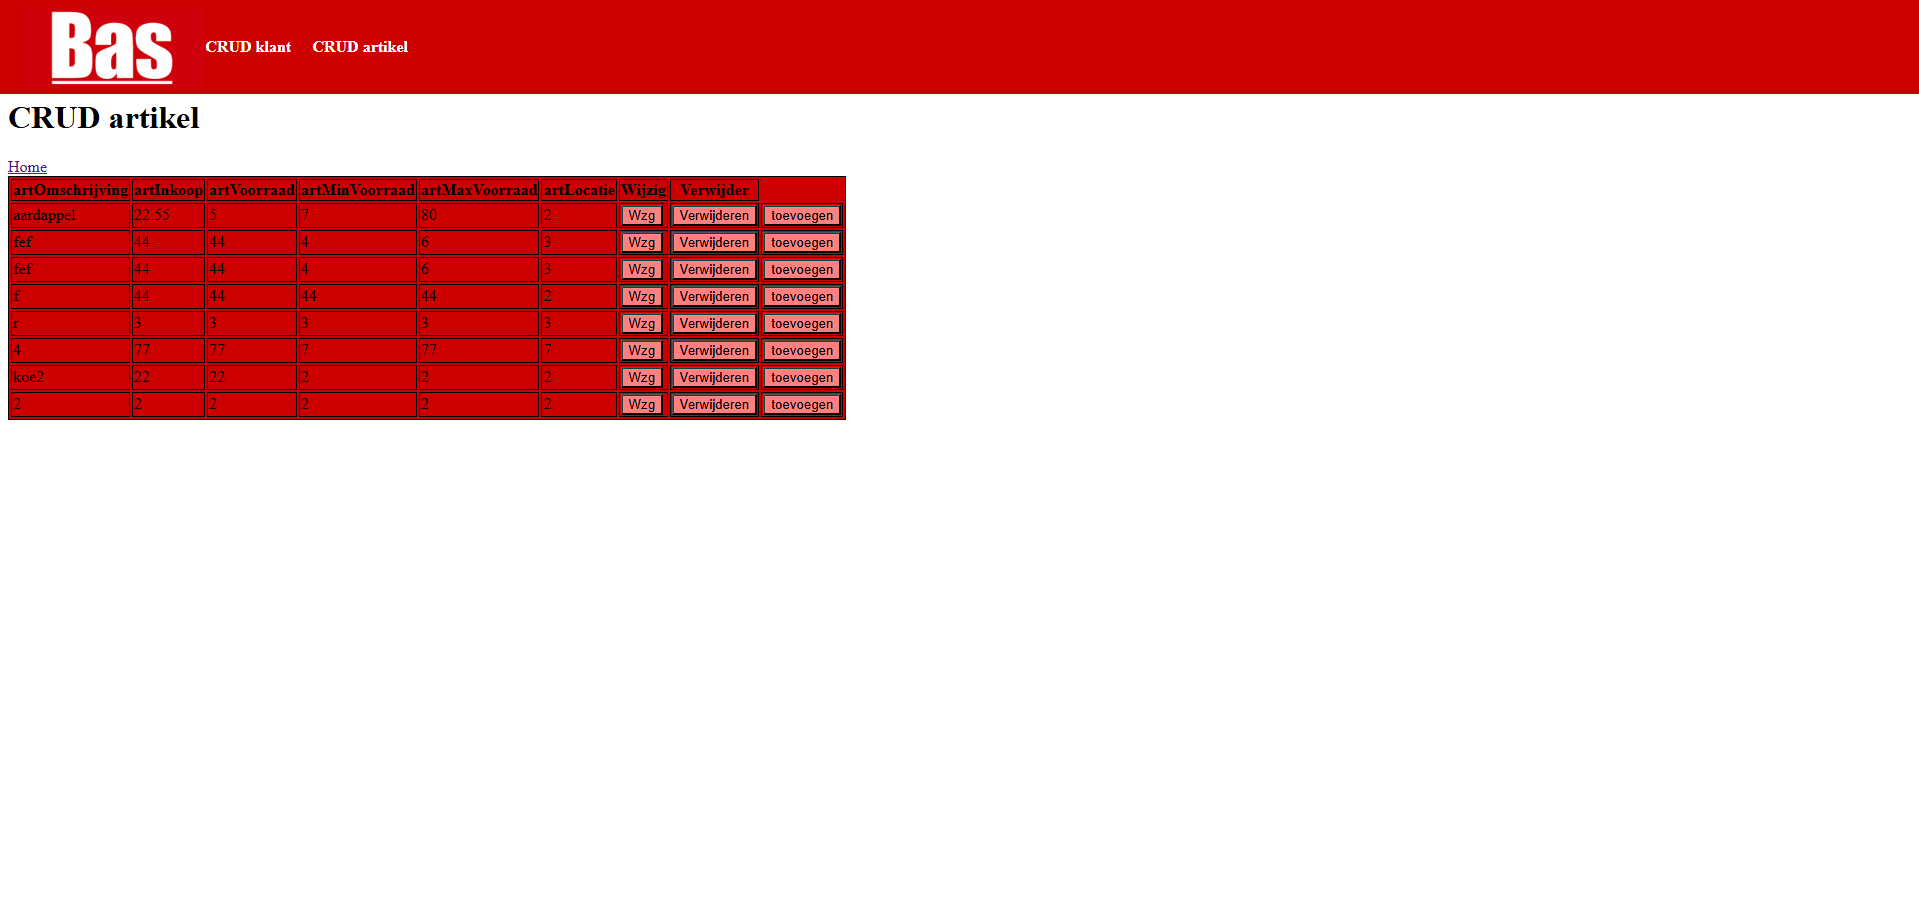 Bas
CRUD klant CRUD artikel
CRUD artikel
Home
artOmschrijving artInkoop artVoorraad artMinVoorraad artMaxVoorraad artLocatie Wijzig Verwijder
aardappel 22.55 5 7 80 2 Wzg Verwijderen toevoegen
fef 44 44 4 6 3 Wzg Verwijderen toevoegen
fef 44 44 4 6 3 Wzg Verwijderen toevoegen
f 44 44 44 44 2 Wzg Verwijderen toevoegen
r 3 3 3 3 3 Wzg Verwijderen toevoegen
4 77 77 7 77 7 Wzg Verwijderen toevoegen
koe2 22 22 2 2 2 Wzg Verwijderen toevoegen
2 2 2 2 2 2 Wzg Verwijderen toevoegen